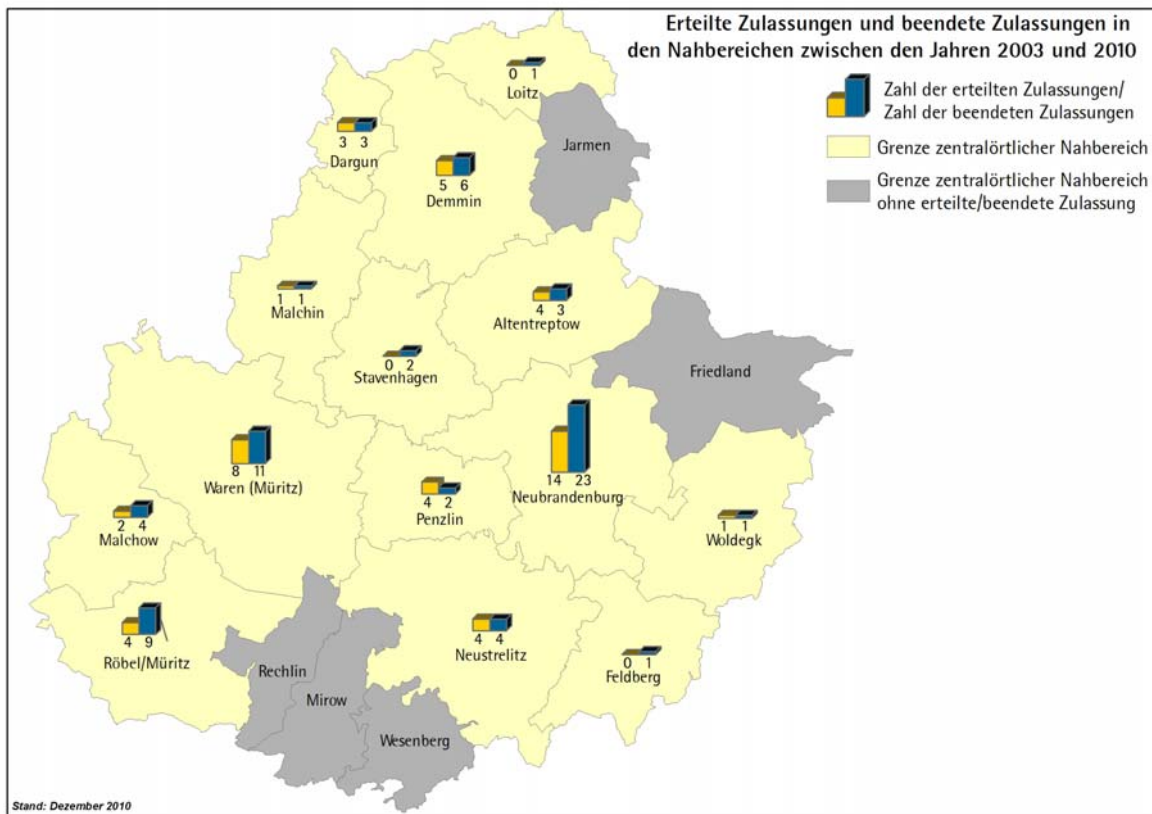 Erteilte Zulassungen und beendete Zulassungen in
den Nahbereichen zwischen den Jahren 2003 und 2010
Zahl der erteilten Zulassungen/
Zahl der beendeten Zulassungen
Grenze zentralörtlicher Nahbereich
Grenze zentralörtlicher Nahbereich
ohne erteilte/beendete Zulassung
0 1
Loitz
Jarmen
3 3
Dargun
5 6
Demmin
1 1
Malchin
4 3
Altentreptow
0 2
Stavenhagen
Friedland
8 11
Waren (Müritz)
14 23
Neubrandenburg
4 2
Penzlin
2 4
Malchow
1 1
Woldegk
4 9
Röbel/Müritz
4 4
Neustrelitz
0 1
Feldberg
Rechlin
Mirow
Wesenberg
Stand: Dezember 2010